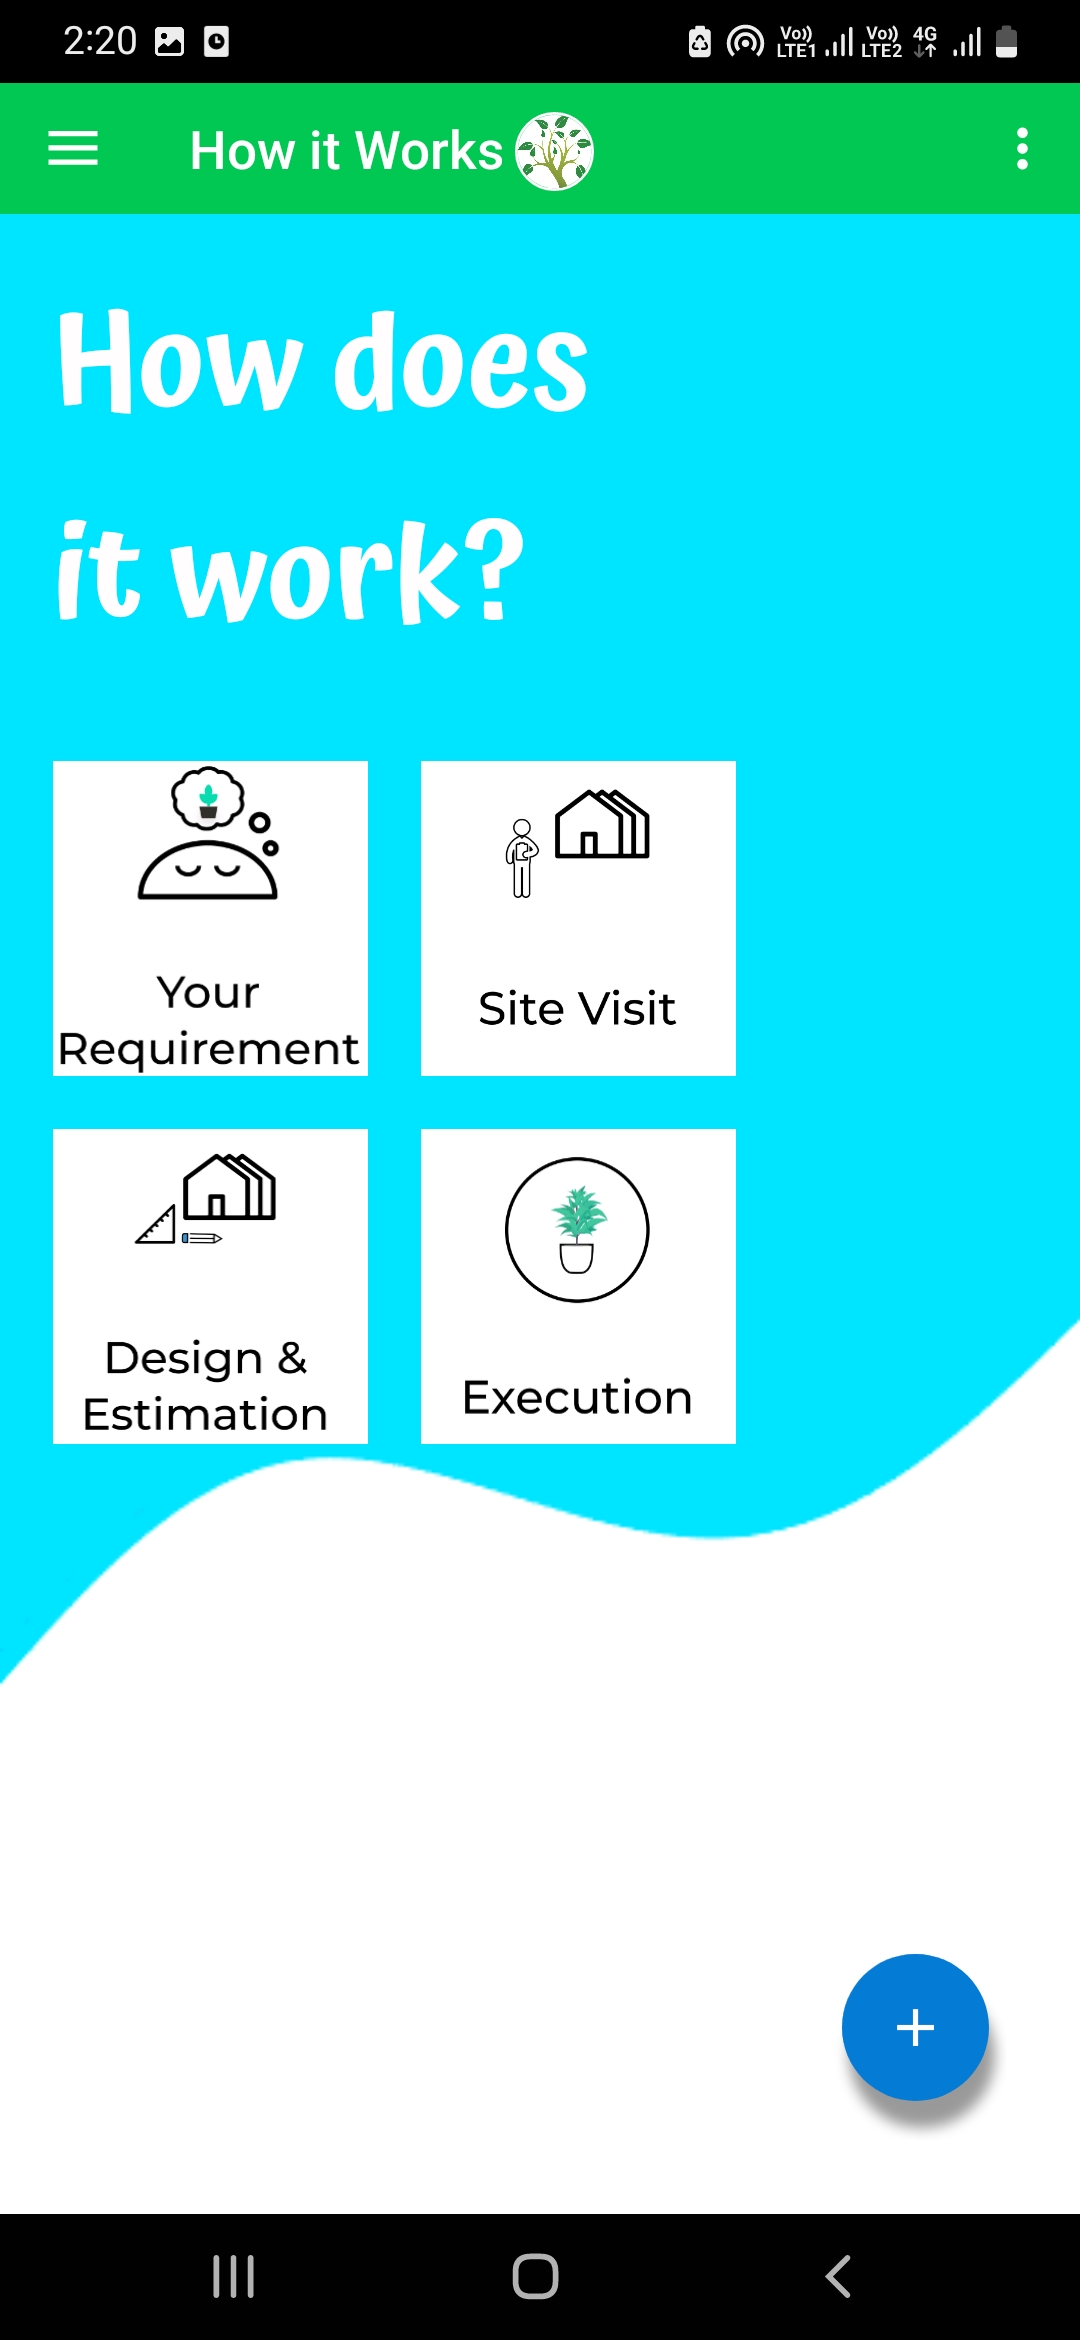 2:20
Vo)) LTE1 Vo)) LTE2 4G
How it Works
How does
it work?
Your
Requirement
Site Visit
Design &
Estimation
Execution